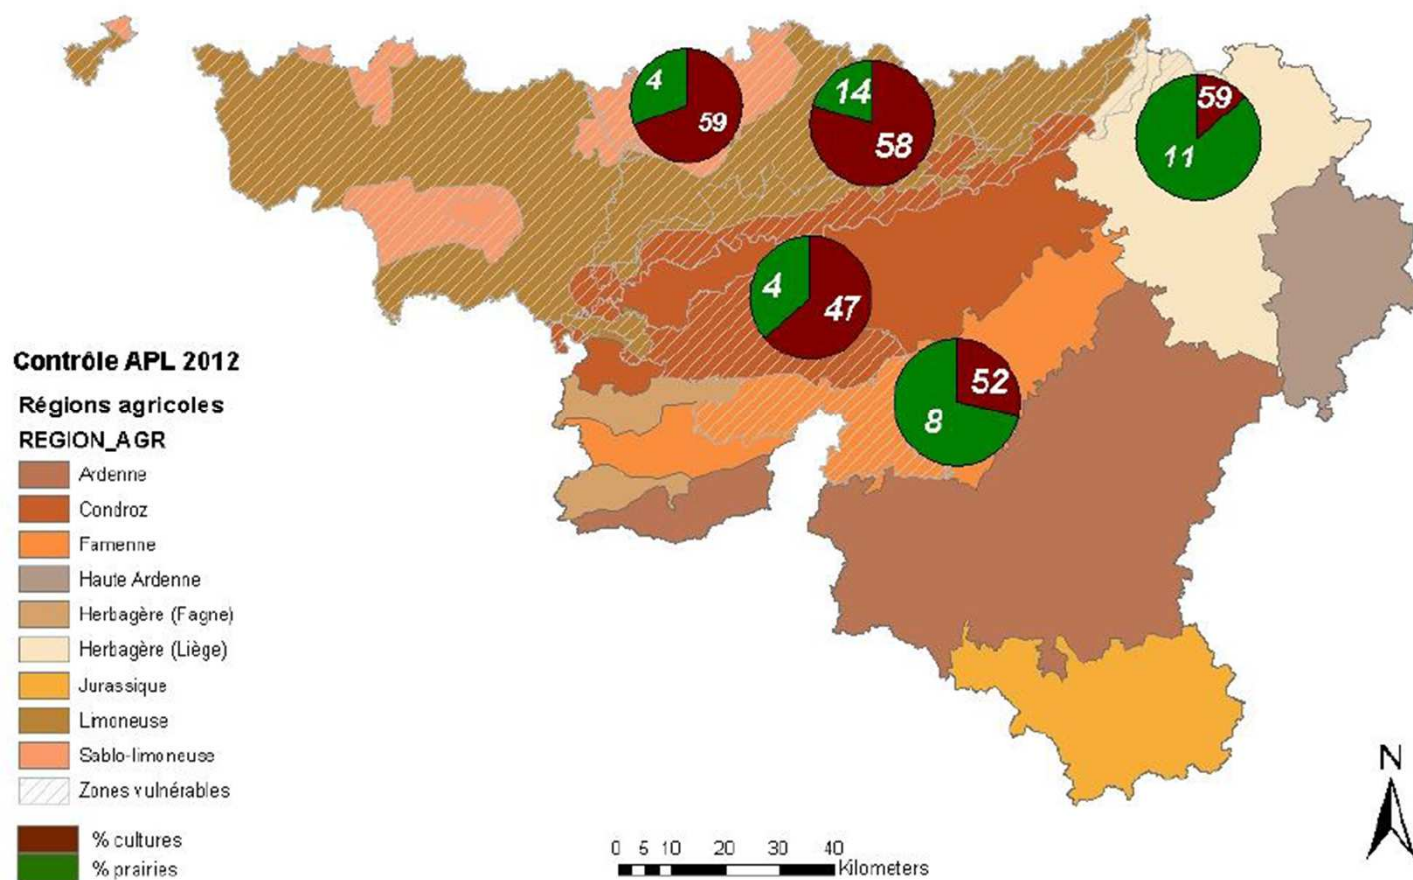 4
59
14
58
59
11
4
47
52
8
Contrôle APL 2012
Régions agricoles
REGION_AGR
Ardenne
Condroz
Famenne
Haute Ardenne
Herbagère (Fagne)
Herbagère (Liège)
Jurassique
Limoneuse
Sablo-limoneuse
Zones vulnérables
% cultures
% prairies
0 5 10 20 30 40
Kilometers
N